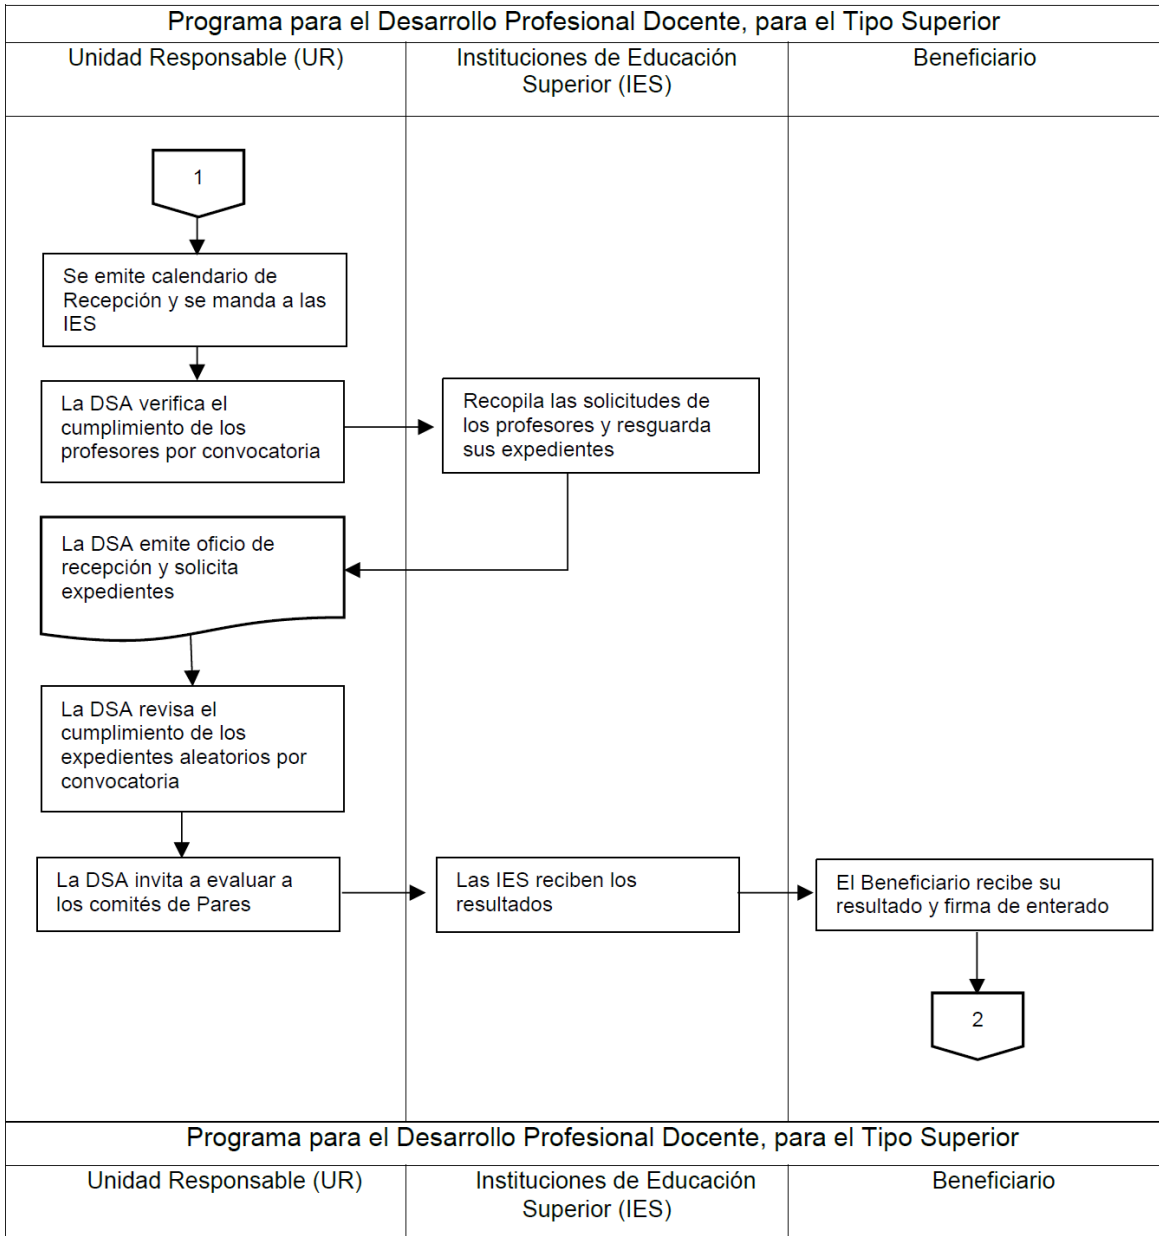 Programa para el Desarrollo Profesional Docente, para el Tipo Superior
Unidad Responsable (UR)
Instituciones de Educación
Superior (IES)
Beneficiario
1
Se emite calendario de
Recepción y se manda a las
IES
La DSA verifica el
cumplimiento de los
profesores por convocatoria
Recopila las solicitudes de
los profesores y resguarda
sus expedientes
La DSA emite oficio de
recepción y solicita
expedientes
La DSA revisa el
cumplimiento de los
expedientes aleatorios por
convocatoria
La DSA invita a evaluar a
los comités de Pares
Las IES reciben los
resultados
El Beneficiario recibe su
resultado y firma de enterado
2
Programa para el Desarrollo Profesional Docente, para el Tipo Superior
Unidad Responsable (UR)
Instituciones de Educación
Superior (IES)
Beneficiario